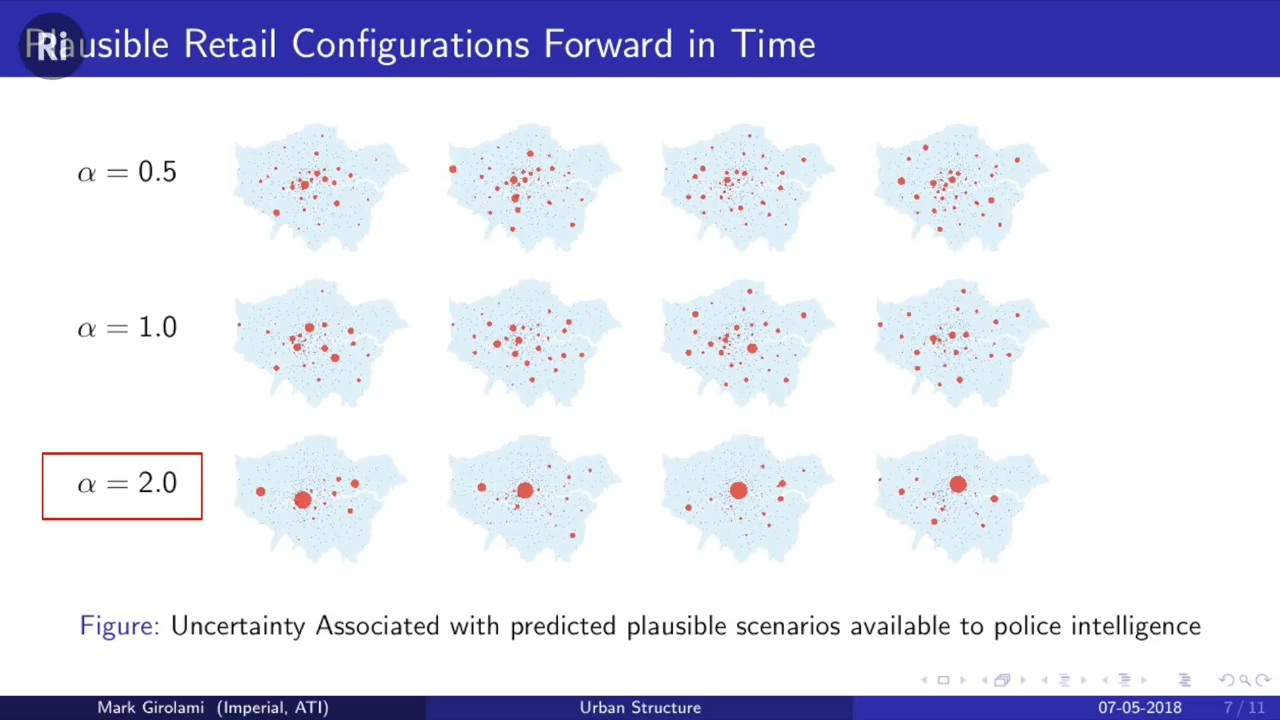 Ri
Plausible Retail Configurations Forward in Time
α = 0.5
α = 1.0
α = 2.0
Figure: Uncertainty Associated with predicted plausible scenarios available to police intelligence
Mark Girolami (Imperial, ATI) Urban Structure 07-05-2018 7 / 11